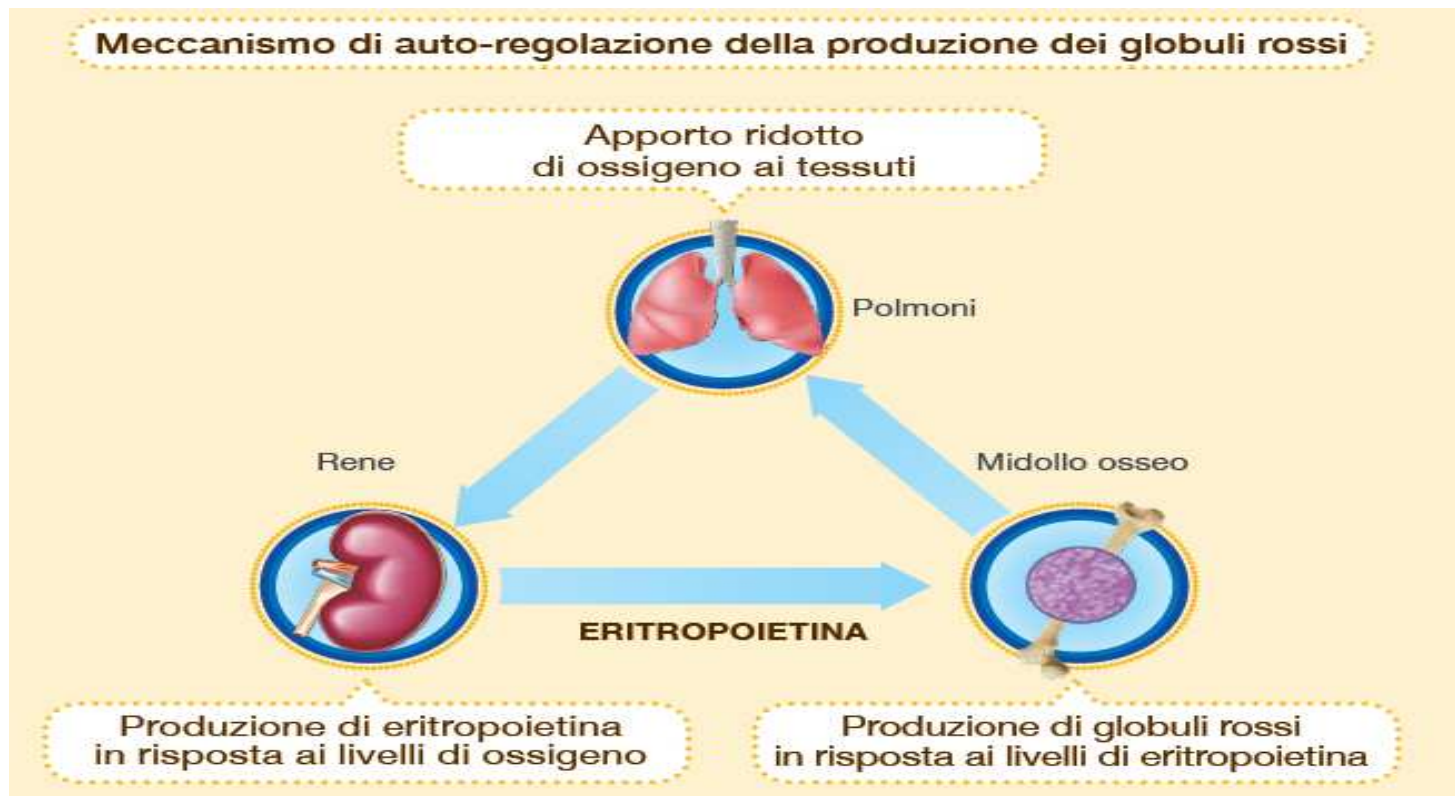 Meccanismo di auto-regolazione della produzione dei globuli rossi
Apporto ridotto
di ossigeno ai tessuti
Polmoni
Rene
Midollo osseo
ERITROPOIETINA
Produzione di eritropoietina
in risposta ai livelli di ossigeno
Produzione di globuli rossi
in risposta ai livelli di eritropoietina